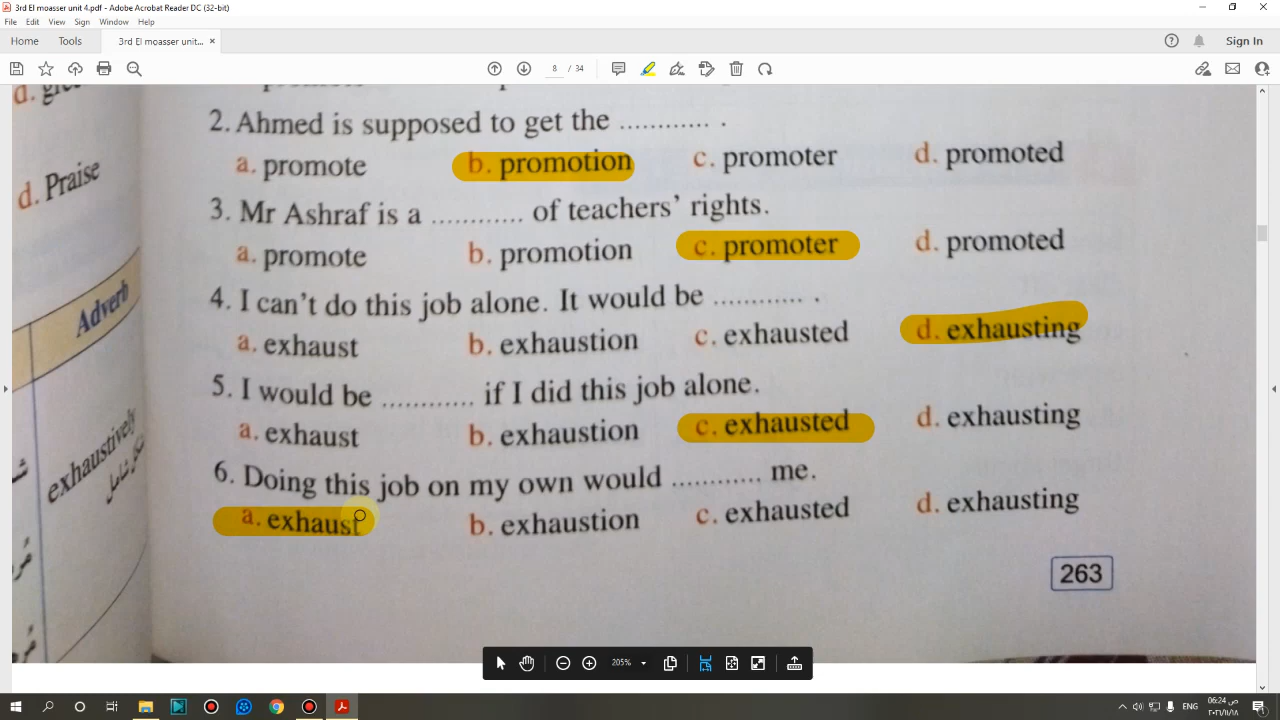 3rd El moasser unit 4.pdf - Adobe Acrobat Reader DC (32-bit)
File Edit View Sign Window Help
Home Tools 3rd El moasser unit... × Sign In
8 / 34
2. Ahmed is supposed to get the ............ .
a. promote b. promotion c. promoter d. promoted
3. Mr Ashraf is a ............ of teachers' rights.
a. promote b. promotion c. promoter d. promoted
4. I can't do this job alone. It would be ............ .
a. exhaust b. exhaustion c. exhausted d. exhausting
5. I would be ............ if I did this job alone.
a. exhaust b. exhaustion c. exhausted d. exhausting
6. Doing this job on my own would ............ me.
a. exhaust b. exhaustion c. exhausted d. exhausting
263
d. Praise
Adverb
exhaustively
بشكل شامل
205%
ENG
06:24 ص